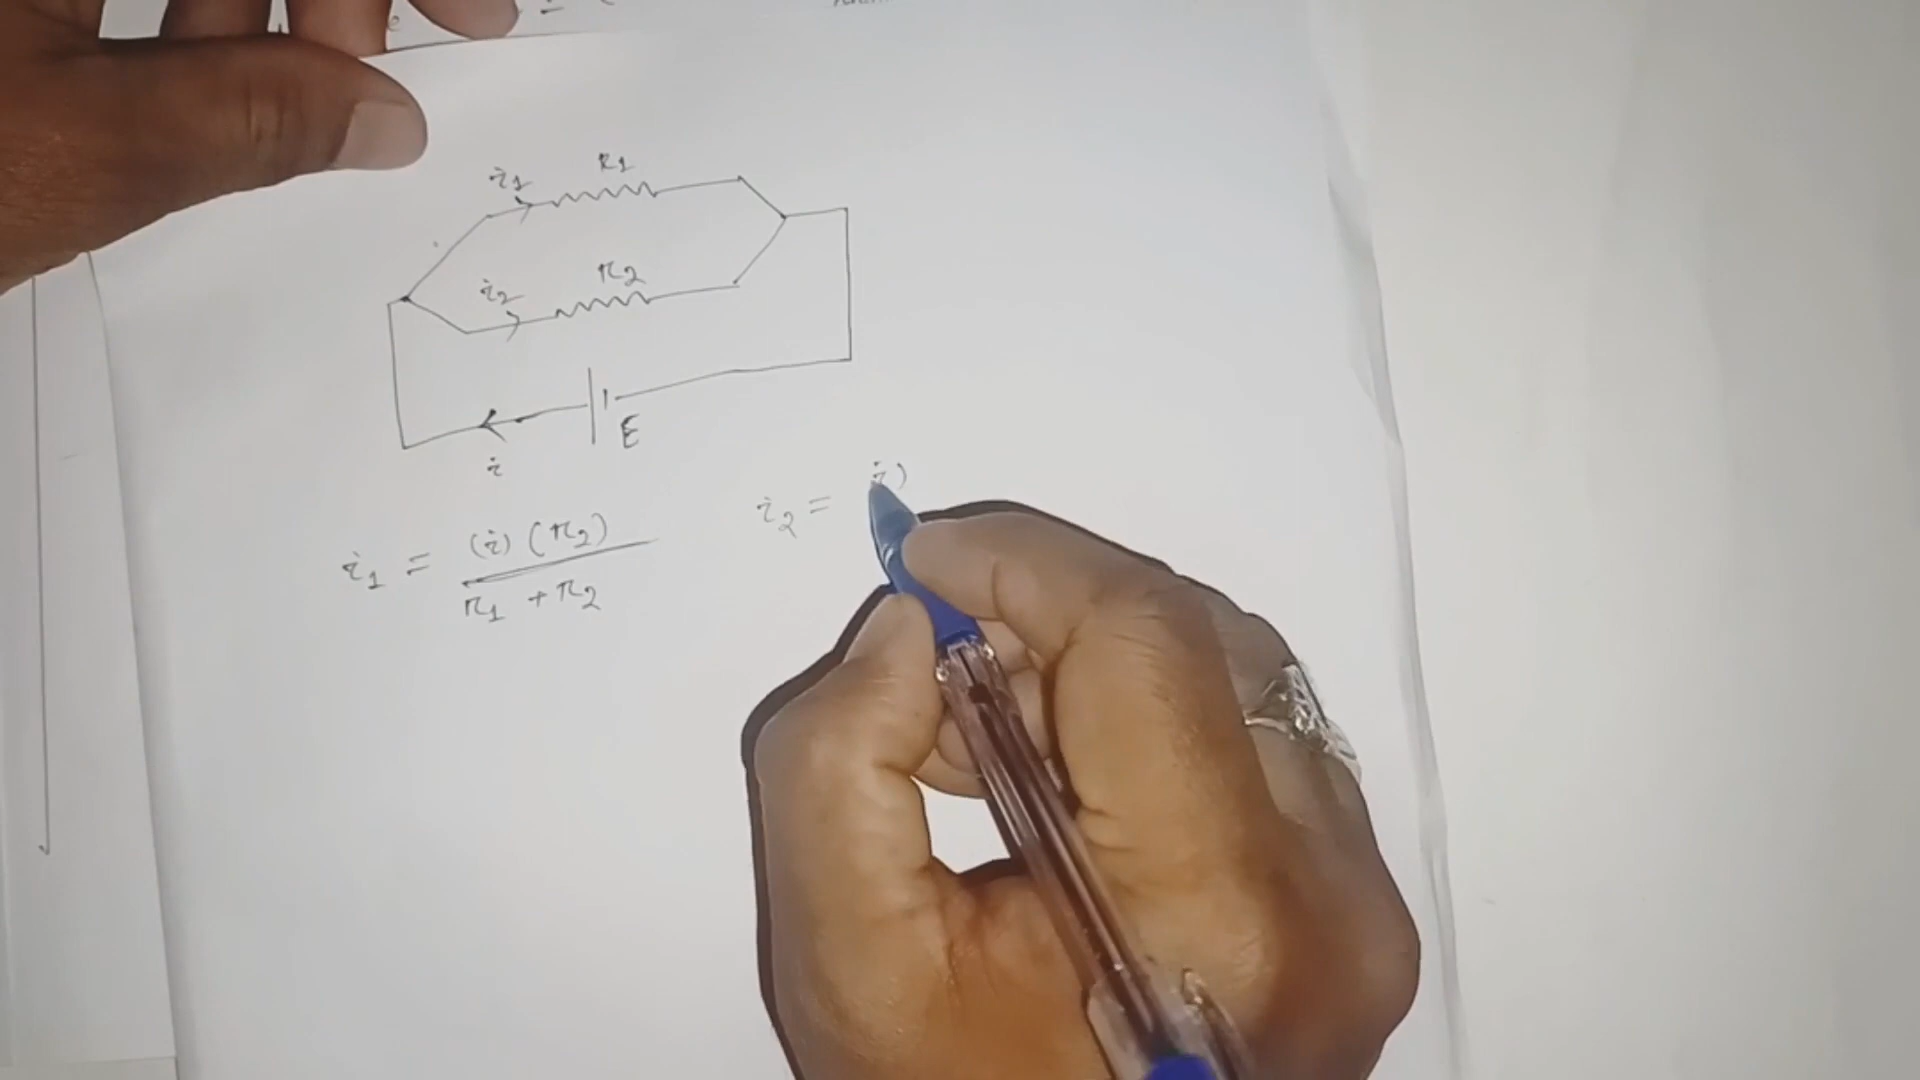 i1 R1
i2 r2
E
i
i1 = (i) (r2) / r1 + r2
i2 = i)